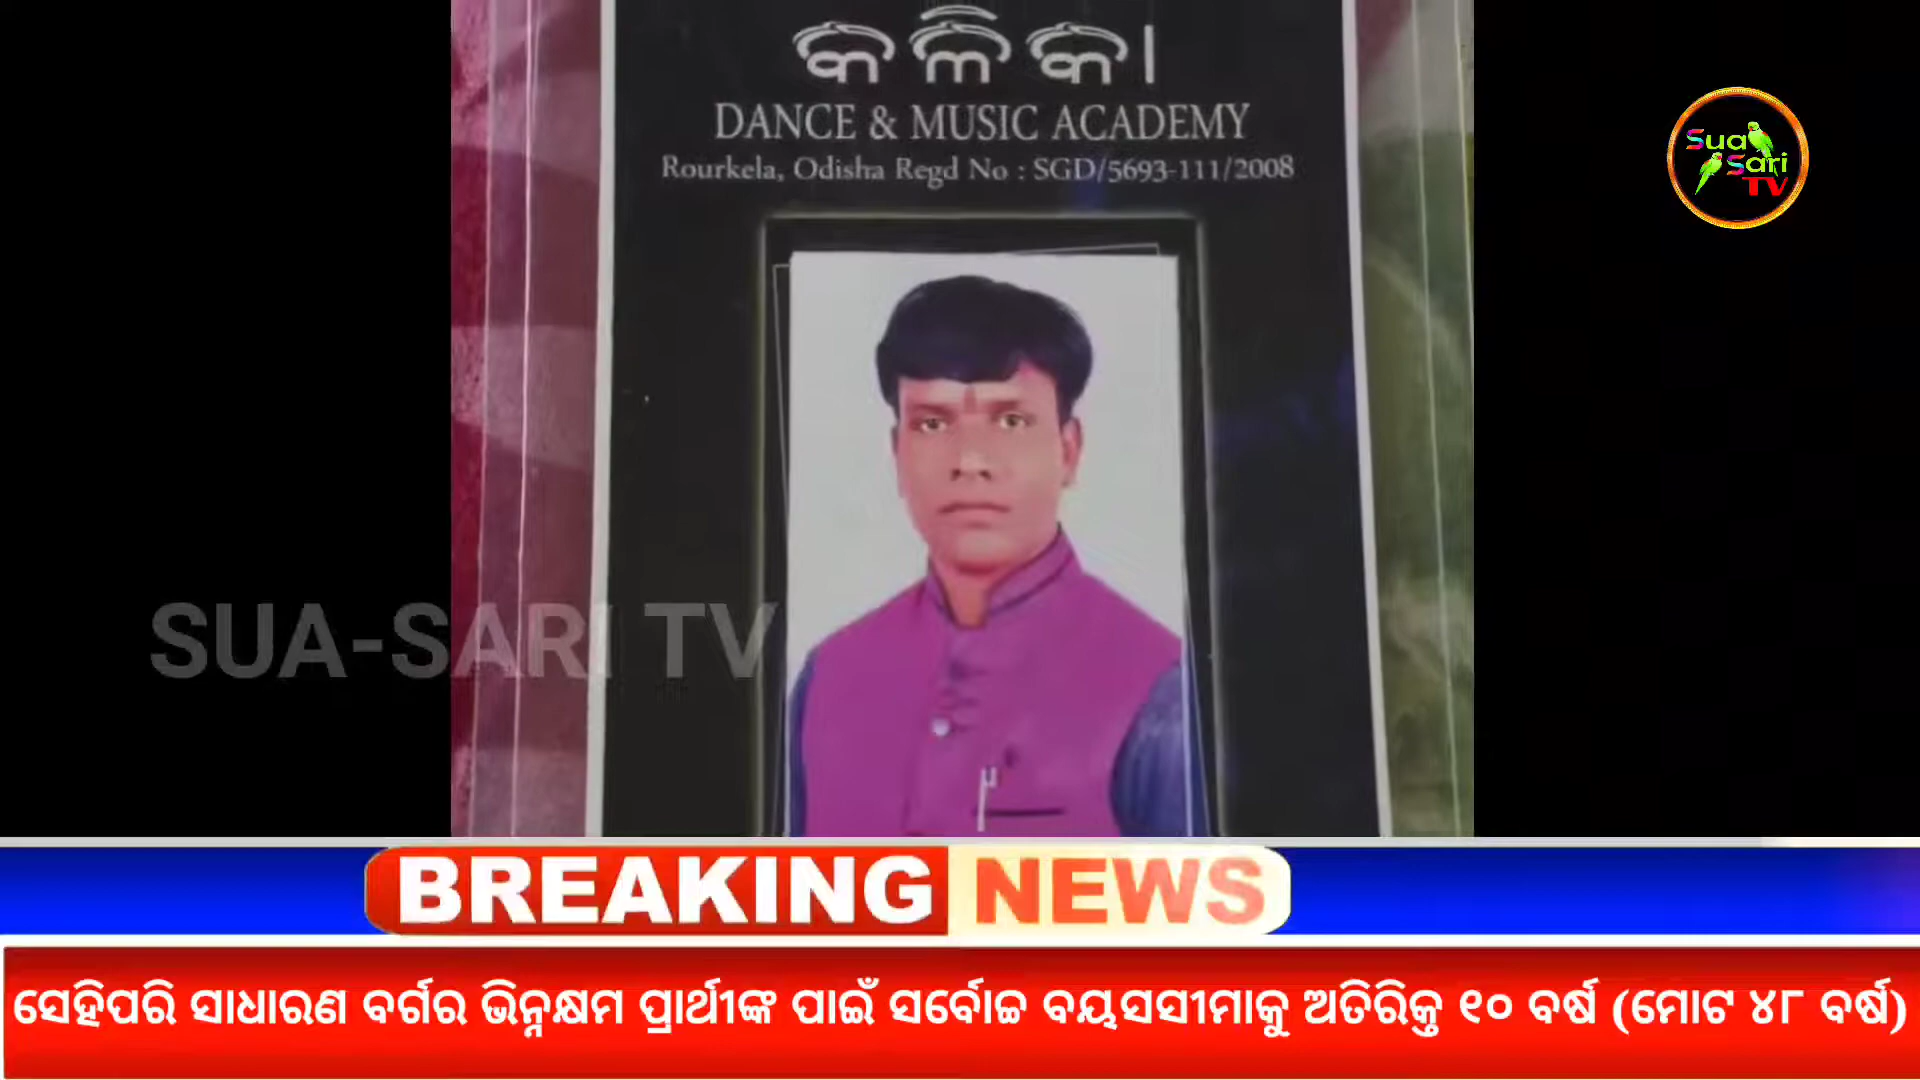 କଳିକା
DANCE & MUSIC ACADEMY
Rourkela, Odisha Regd No : SGD/5693-111/2008
Sua
Sari
TV
SUA-SARI TV
BREAKING NEWS
ସେହିପରି ସାଧାରଣ ବର୍ଗର ଭିନ୍ନକ୍ଷମ ପ୍ରାର୍ଥୀଙ୍କ ପାଇଁ ସର୍ବୋଚ୍ଚ ବୟସସୀମାକୁ ଅତିରିକ୍ତ ୧୦ ବର୍ଷ (ମୋଟ ୪୮ ବର୍ଷ)